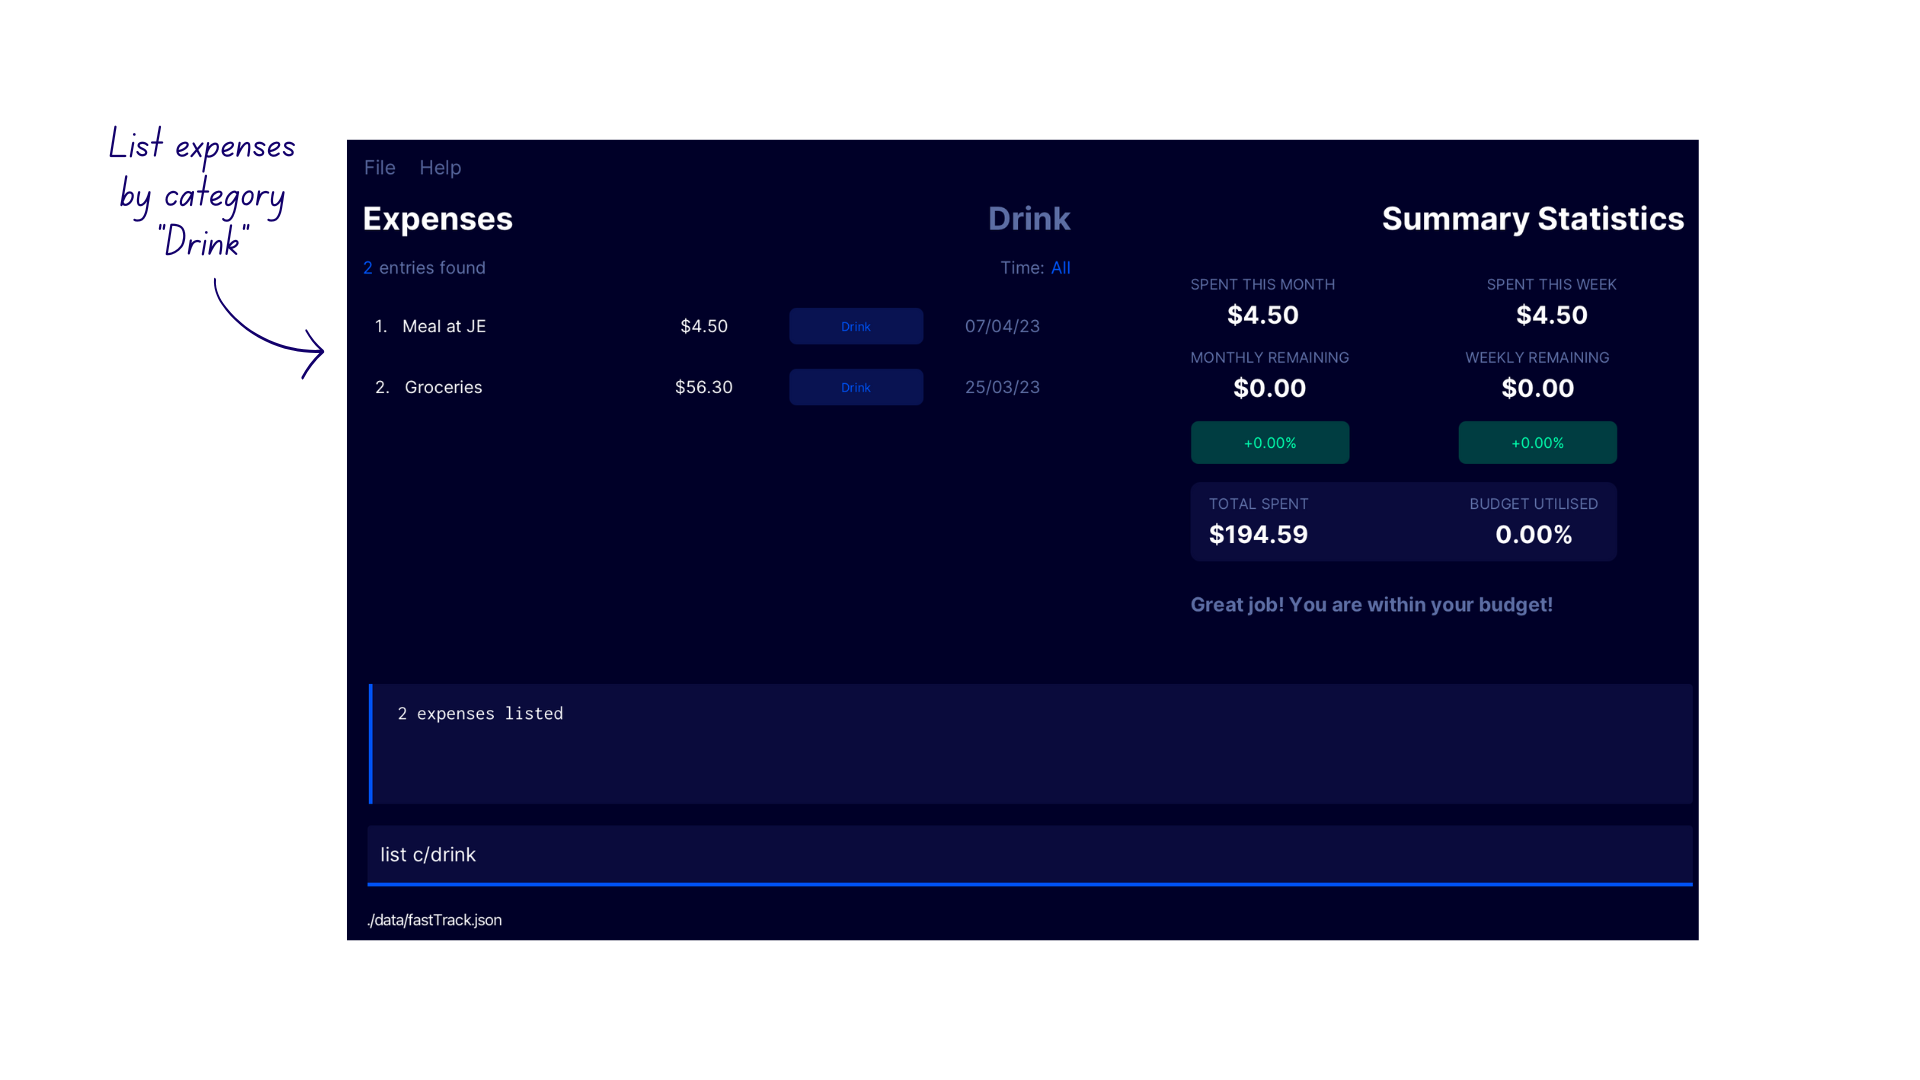 List expenses
by category
"Drink"
File Help
Expenses Drink Summary Statistics
2 entries found Time: All
SPENT THIS MONTH SPENT THIS WEEK
$4.50 $4.50
1. Meal at JE $4.50 Drink 07/04/23
MONTHLY REMAINING WEEKLY REMAINING
$0.00 $0.00
2. Groceries $56.30 Drink 25/03/23
+0.00% +0.00%
TOTAL SPENT BUDGET UTILISED
$194.59 0.00%
Great job! You are within your budget!
2 expenses listed
list c/drink
./data/fastTrack.json